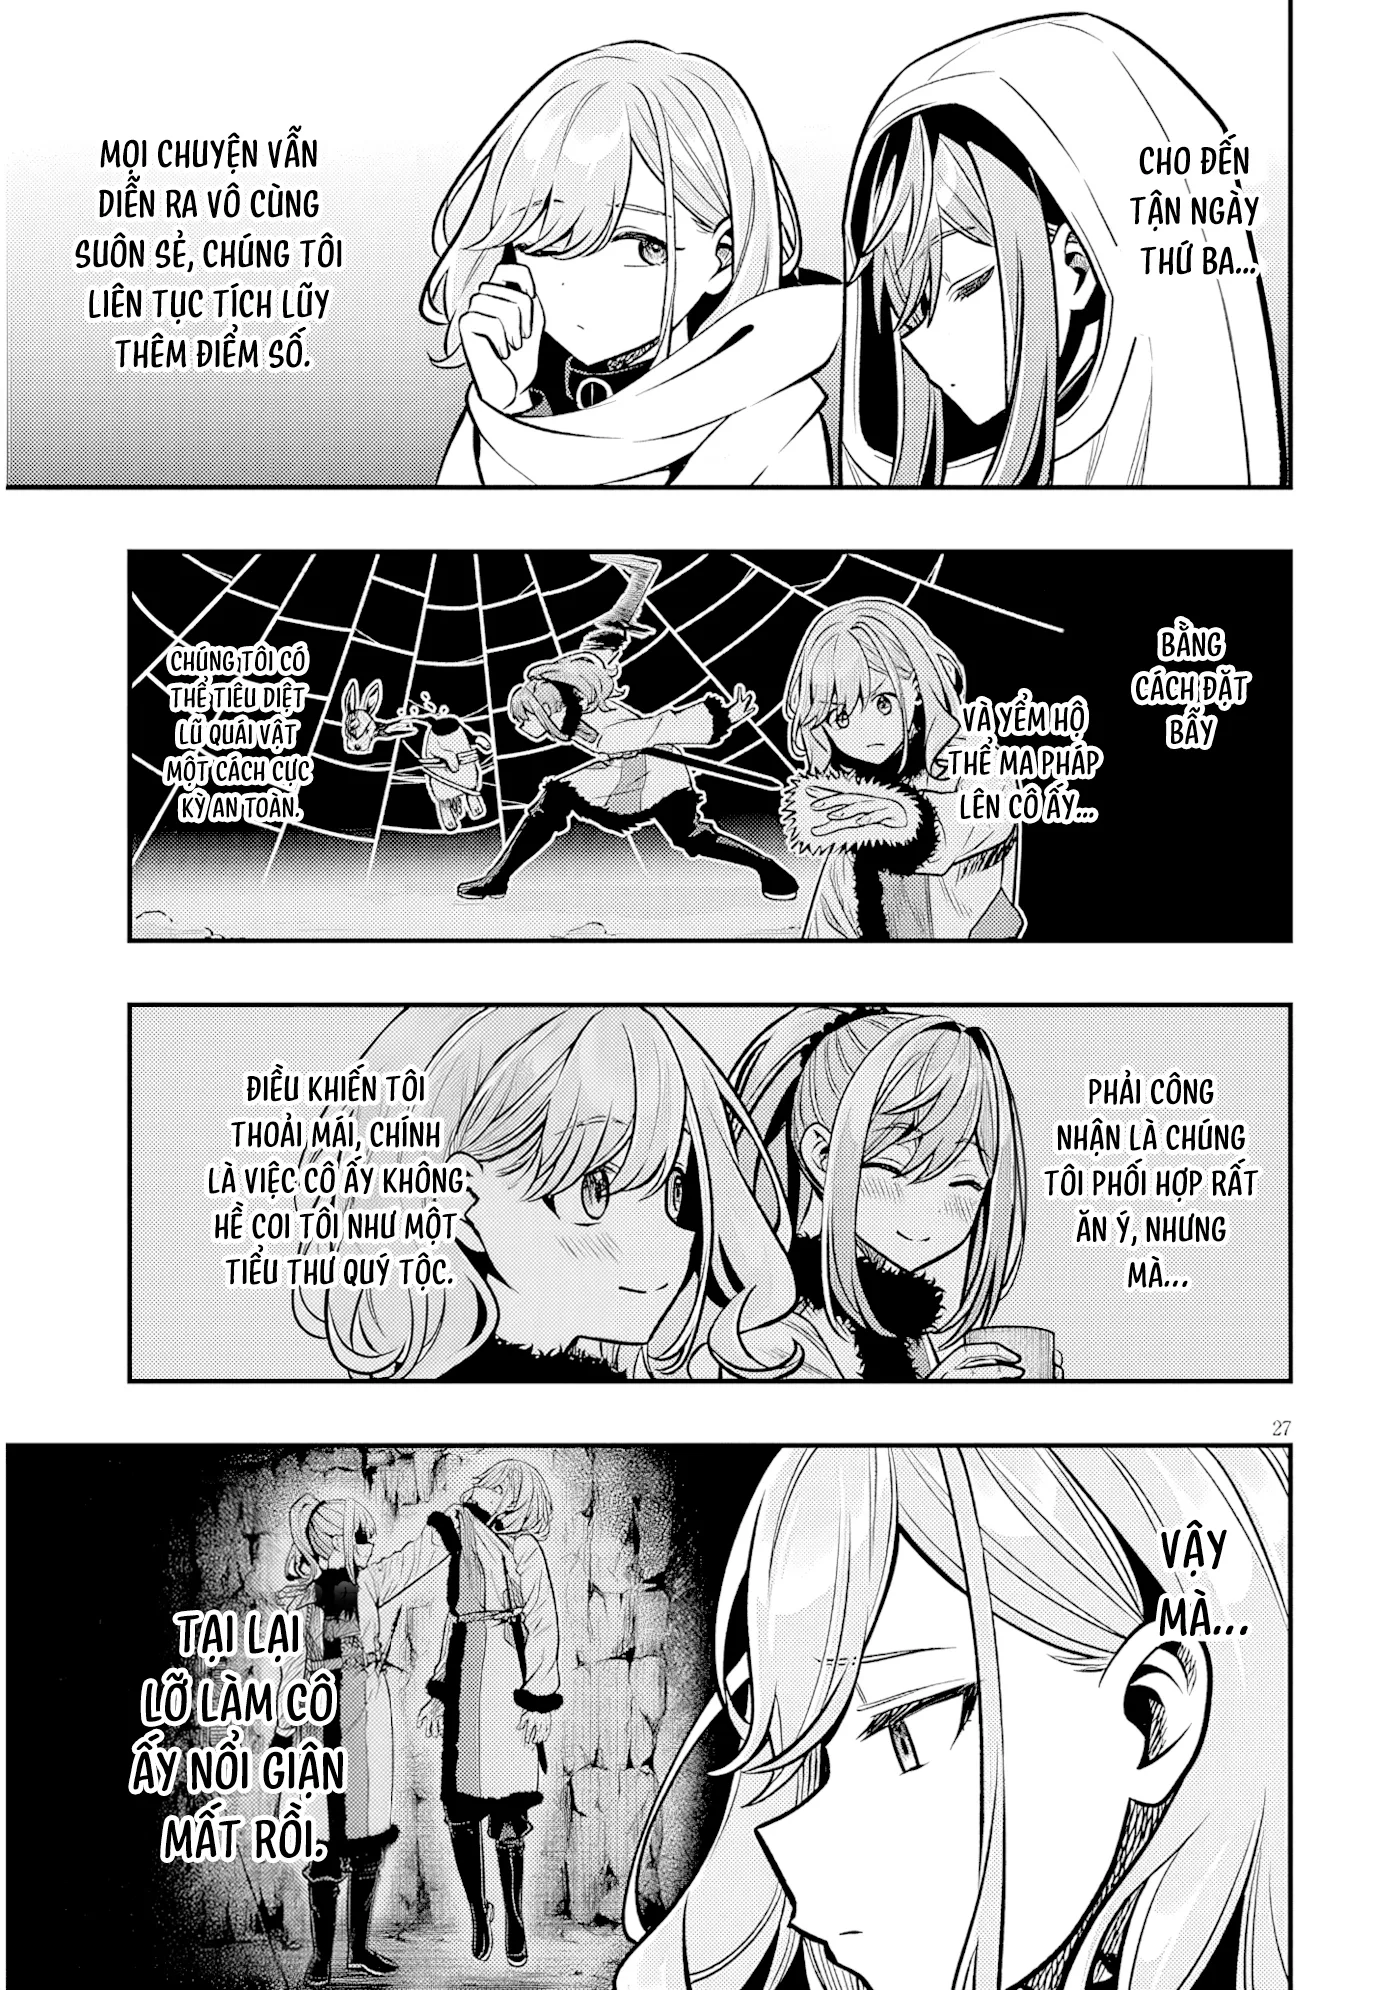 CHO ĐẾN
TẬN NGÀY
THỨ BA...
MỌI CHUYỆN VẪN
DIỄN RA VÔ CÙNG
SUÔN SẺ, CHÚNG TÔI
LIÊN TỤC TÍCH LŨY
THÊM ĐIỂM SỐ.
BẰNG
CÁCH ĐẶT
BẪY
VÀ YỂM HỘ
THỂ MA PHÁP
LÊN CÔ ẤY...
CHÚNG TÔI CÓ
THỂ TIÊU DIỆT
LŨ QUÁI VẬT
MỘT CÁCH CỰC
KỲ AN TOÀN.
PHẢI CÔNG
NHẬN LÀ CHÚNG
TÔI PHỐI HỢP RẤT
ĂN Ý, NHƯNG
MÀ...
ĐIỀU KHIẾN TÔI
THOẢI MÁI, CHÍNH
LÀ VIỆC CÔ ẤY KHÔNG
HỀ COI TÔI NHƯ MỘT
TIỂU THƯ QUÝ TỘC.
27
VẬY
MÀ...
TẠI LẠI
LỠ LÀM CÔ
ẤY NỔI GIẬN
MẤT RỒI.